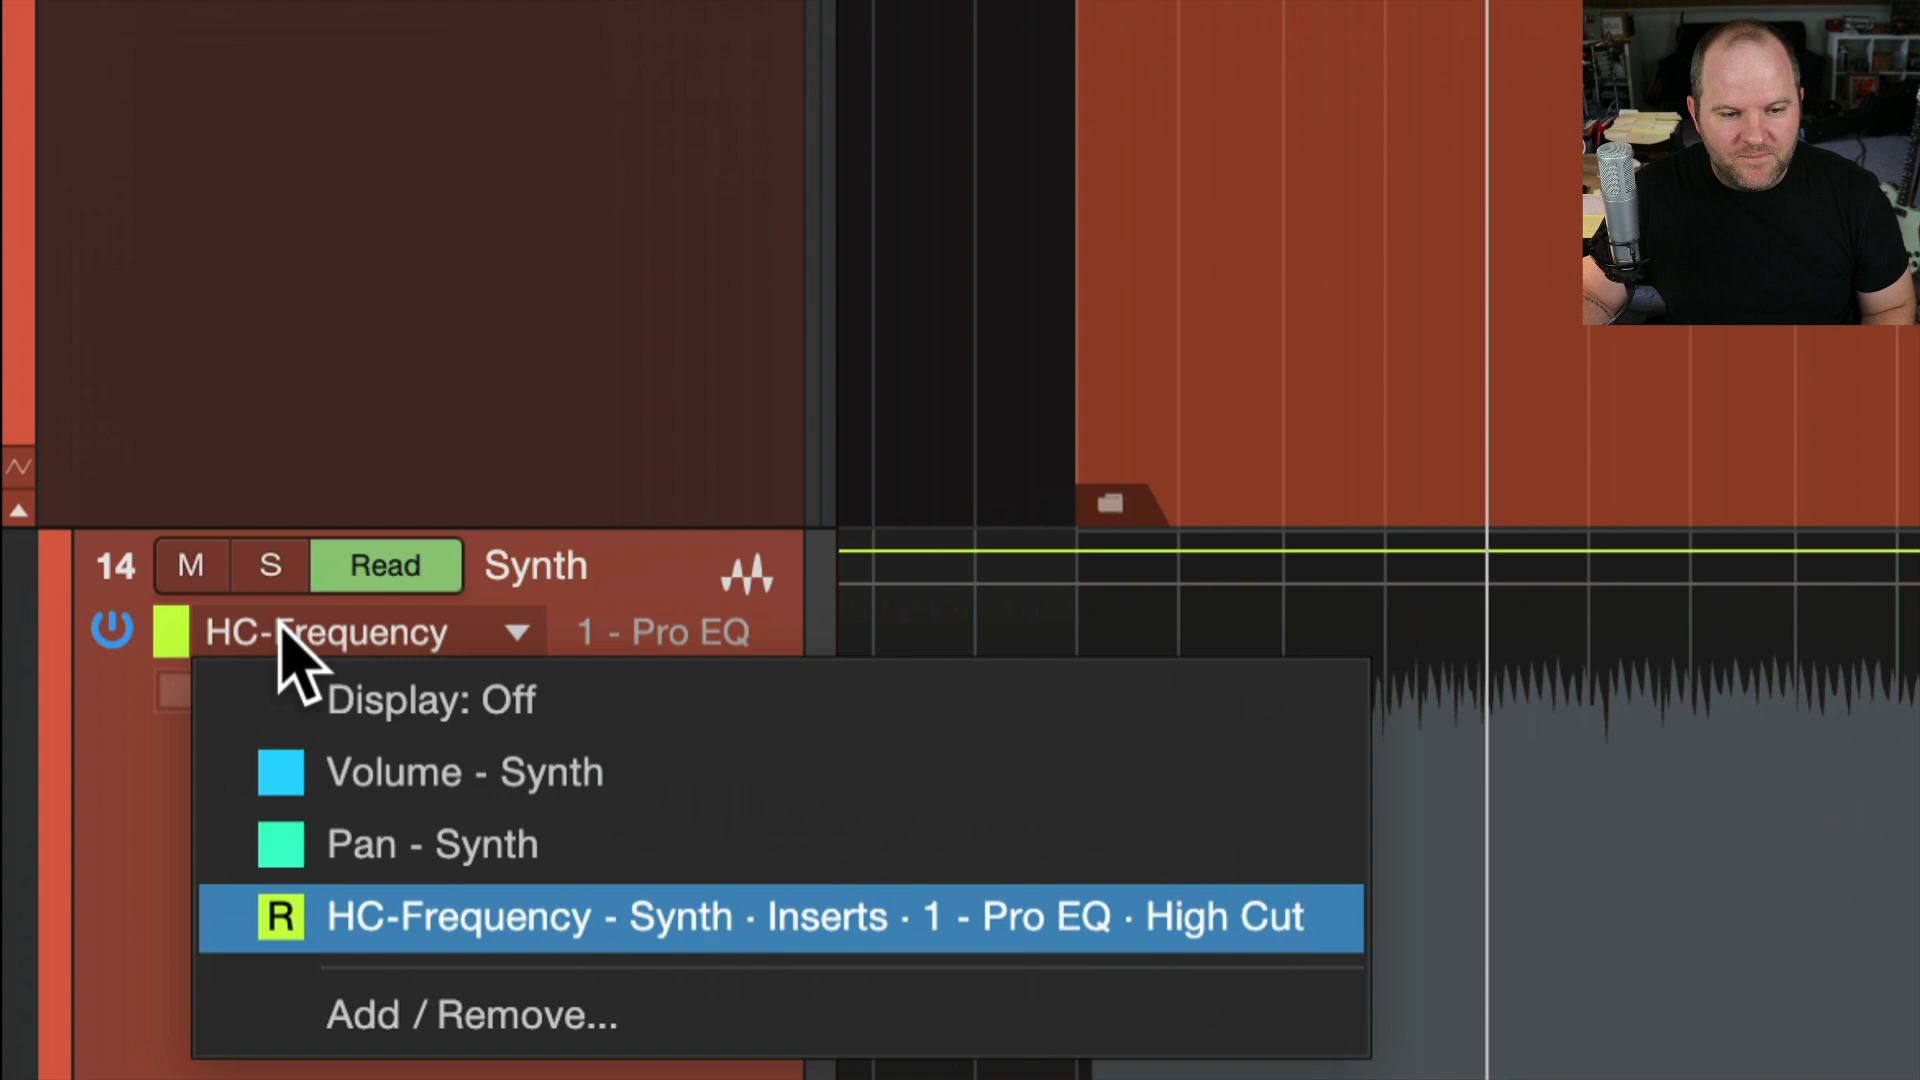 14 M S Read Synth
HC-Frequency 1 - Pro EQ
Display: Off
Volume - Synth
Pan - Synth
R HC-Frequency - Synth · Inserts · 1 - Pro EQ · High Cut
Add / Remove...